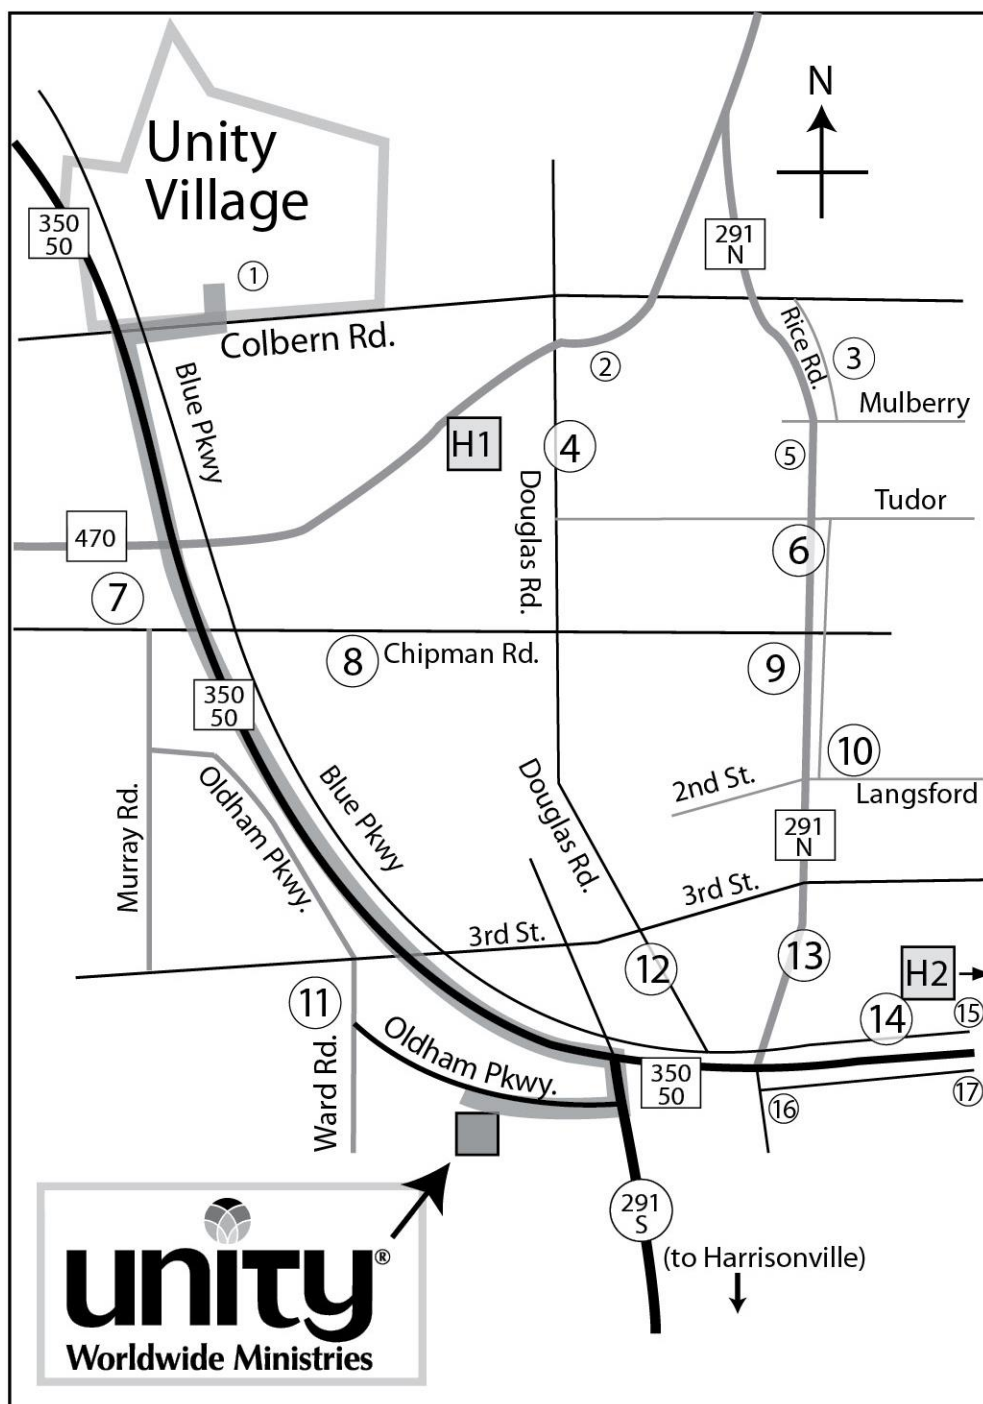 Unity
Village
N
350
50
291
N
1
Colbern Rd.
Rice Rd.
3
2
Blue Pkwy
Mulberry
H1
4
5
Douglas Rd.
Tudor
470
6
7
8
Chipman Rd.
9
350
50
10
2nd St.
Langsford
Oldham Pkwy.
Blue Pkwy
Douglas Rd.
Murray Rd.
291
N
3rd St.
3rd St.
12
13
H2
11
14
15
Oldham Pkwy.
Ward Rd.
350
50
16
17
291
S
(to Harrisonville)
unity®
Worldwide Ministries